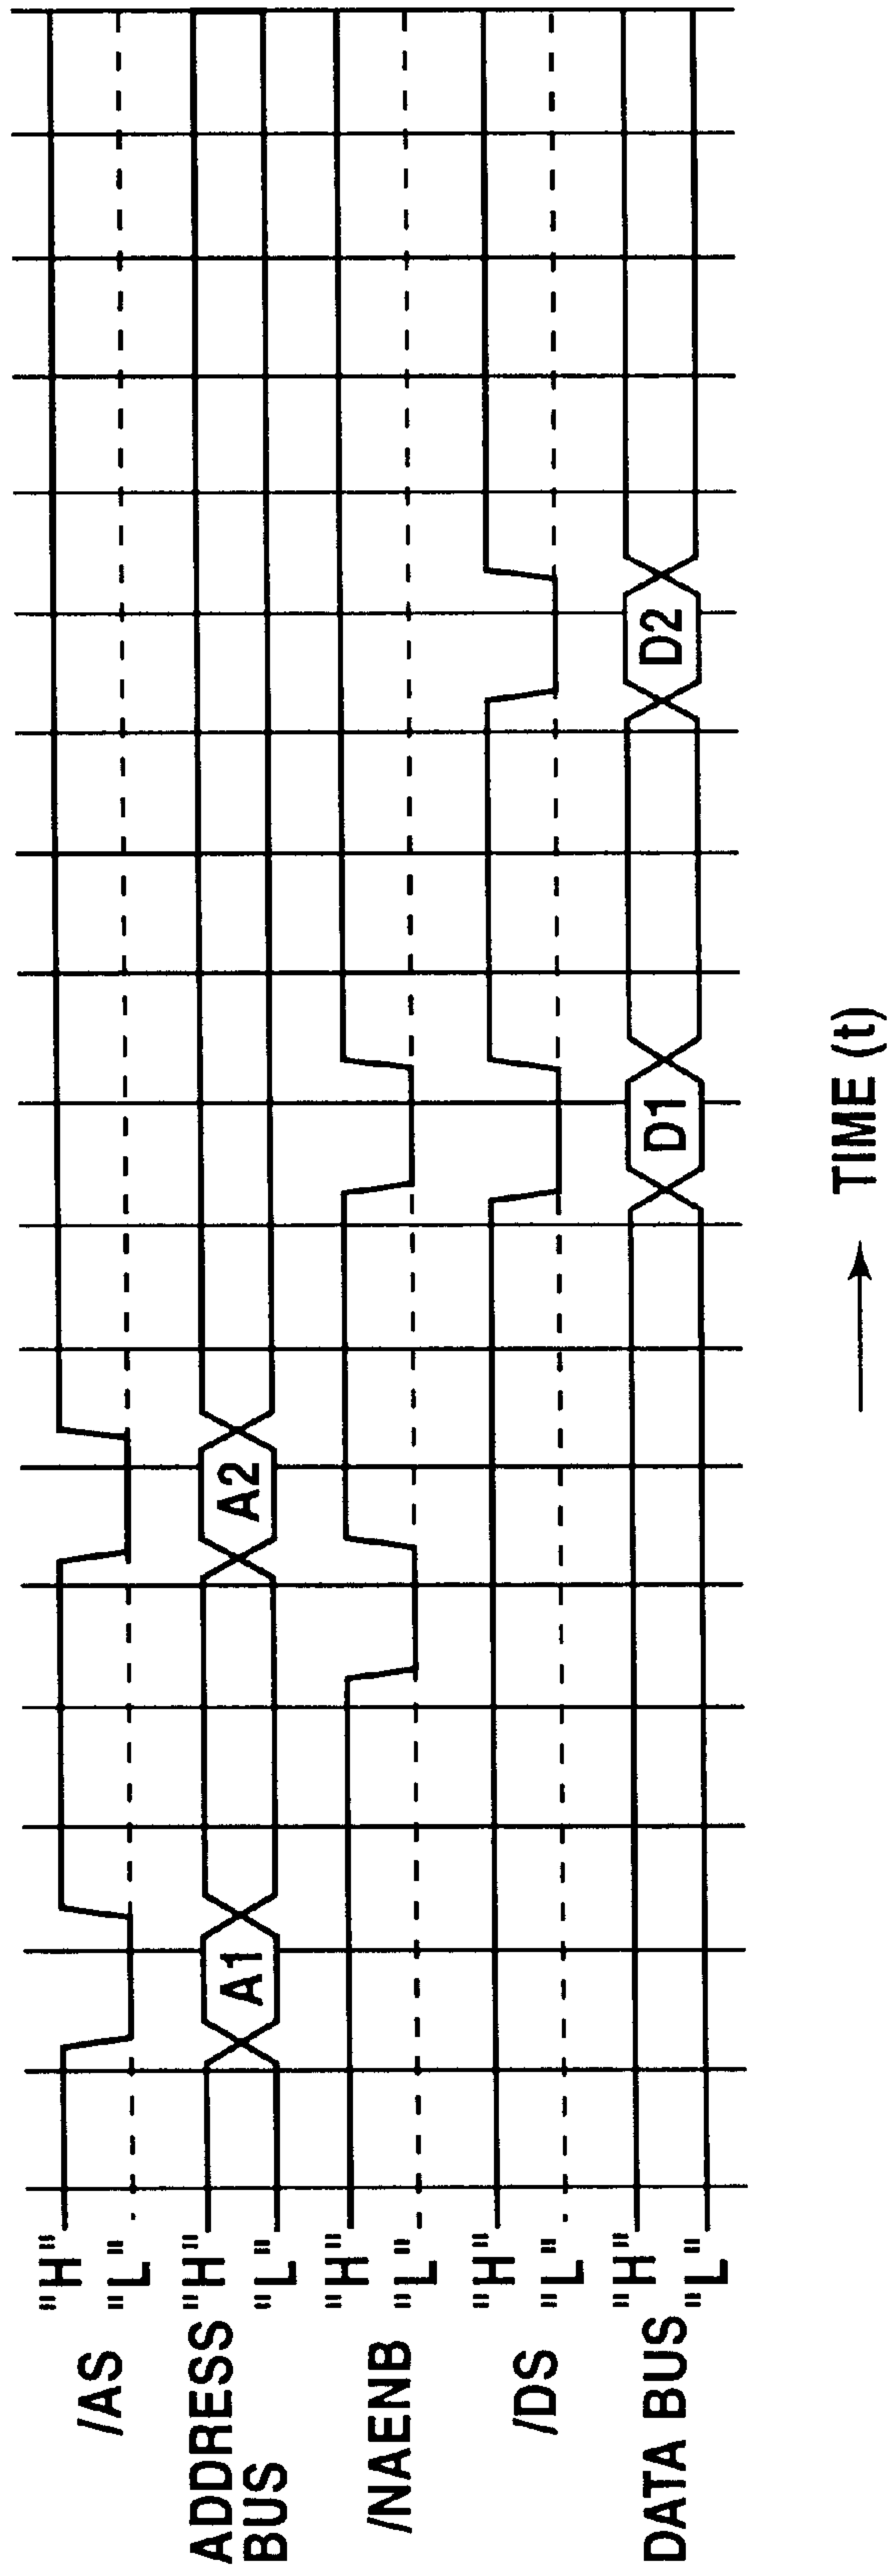 /AS
"H"
"L"
A1
A2
ADDRESS
BUS
"H"
"L"
/NAENB
"H"
"L"
/DS
"H"
"L"
DATA BUS
"H"
"L"
D1
D2
TIME (t)